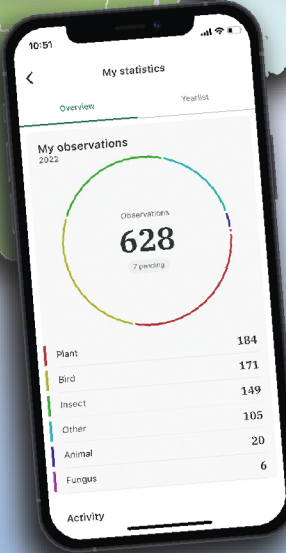 10:51
My statistics
Overview Yearlist
My observations
2022
Observations
628
7 pending
Plant 184
Bird 171
Insect 149
Other 105
Animal 20
Fungus 6
Activity